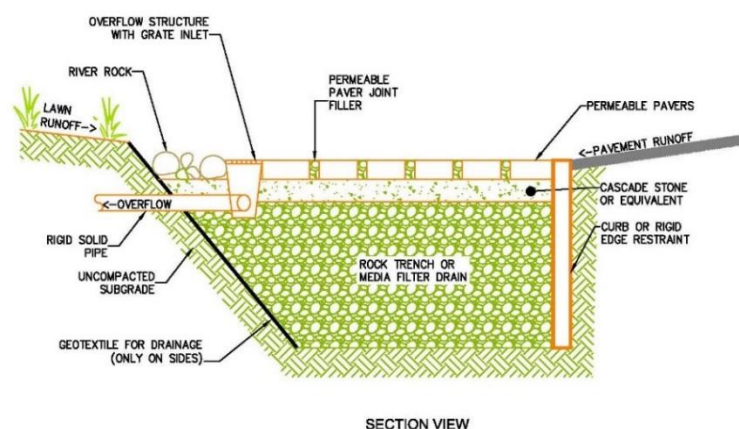 OVERFLOW STRUCTURE
WITH GRATE INLET
RIVER ROCK
PERMEABLE
PAVER JOINT
FILLER
PERMEABLE PAVERS
LAWN
RUNOFF->
<-PAVEMENT RUNOFF
CASCADE STONE
OR EQUIVALENT
<-OVERFLOW
RIGID SOLID
PIPE
CURB OR RIGID
EDGE RESTRAINT
UNCOMPACTED
SUBGRADE
ROCK TRENCH OR
MEDIA FILTER DRAIN
GEOTEXTILE FOR DRAINAGE
(ONLY ON SIDES)
SECTION VIEW